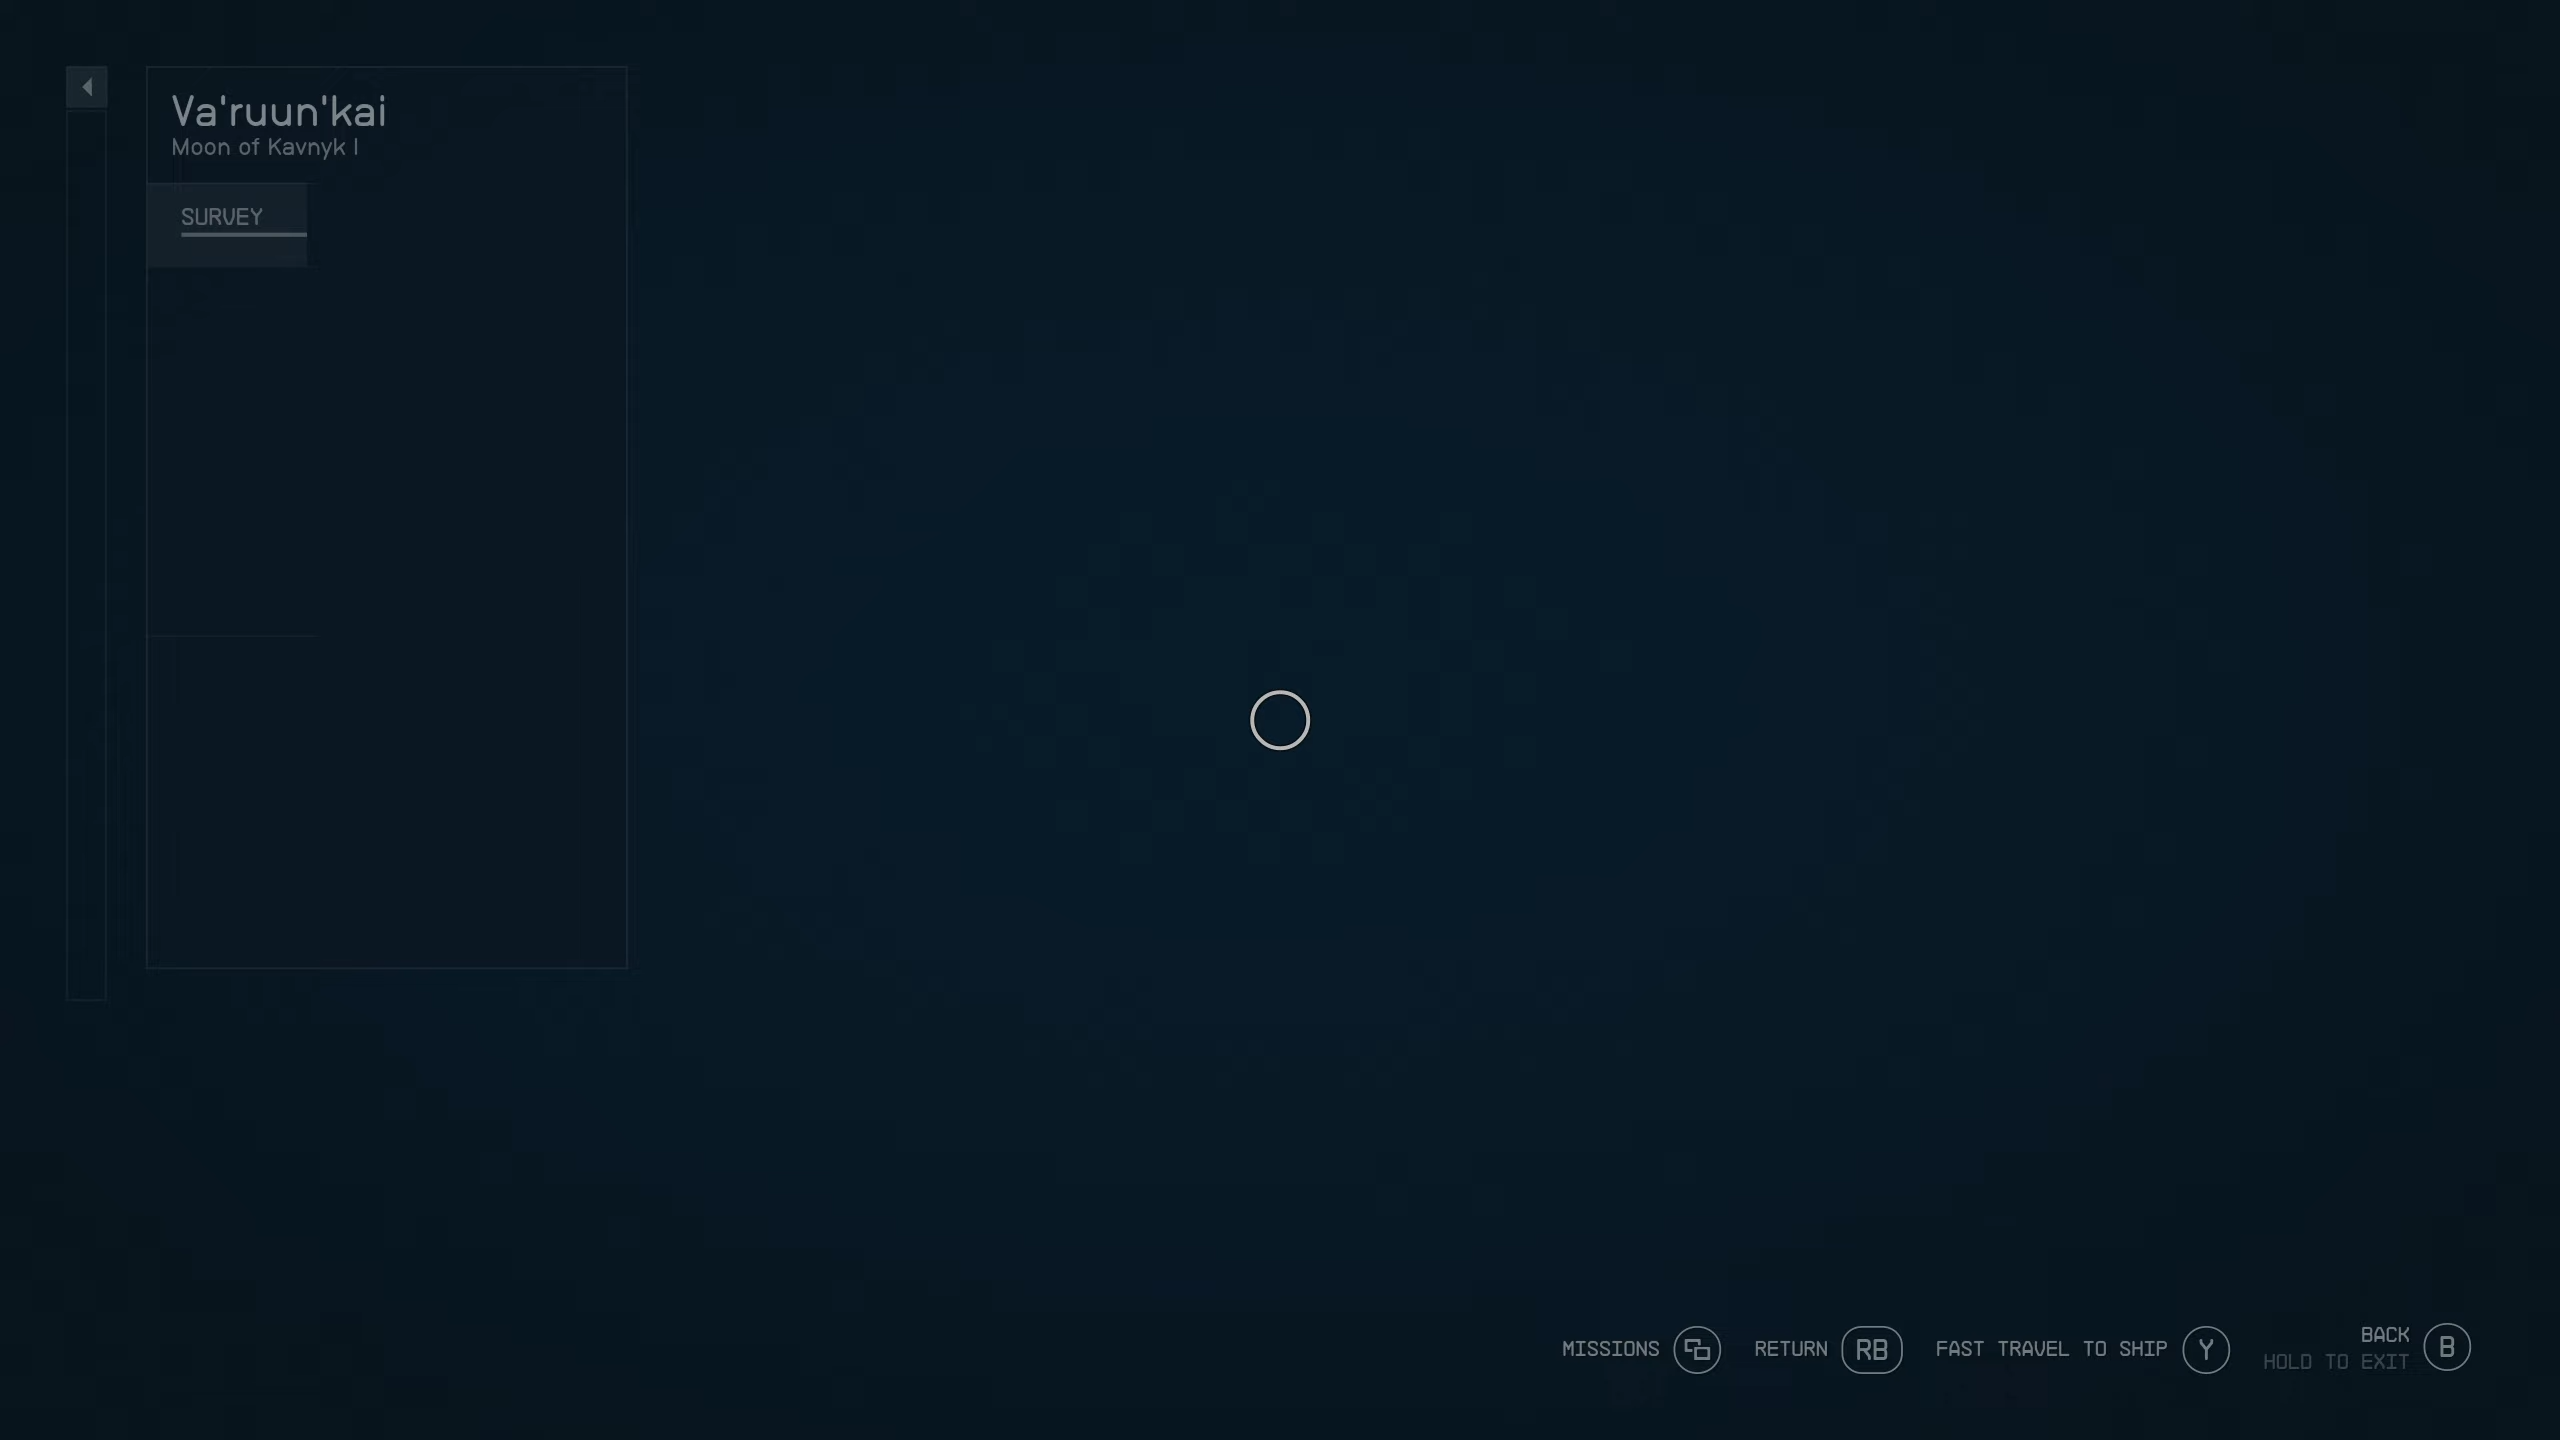 Va'ruun'kai
Moon of Kavnyk I
SURVEY
MISSIONS
RETURN RB
FAST TRAVEL TO SHIP Y
BACK B
HOLD TO EXIT